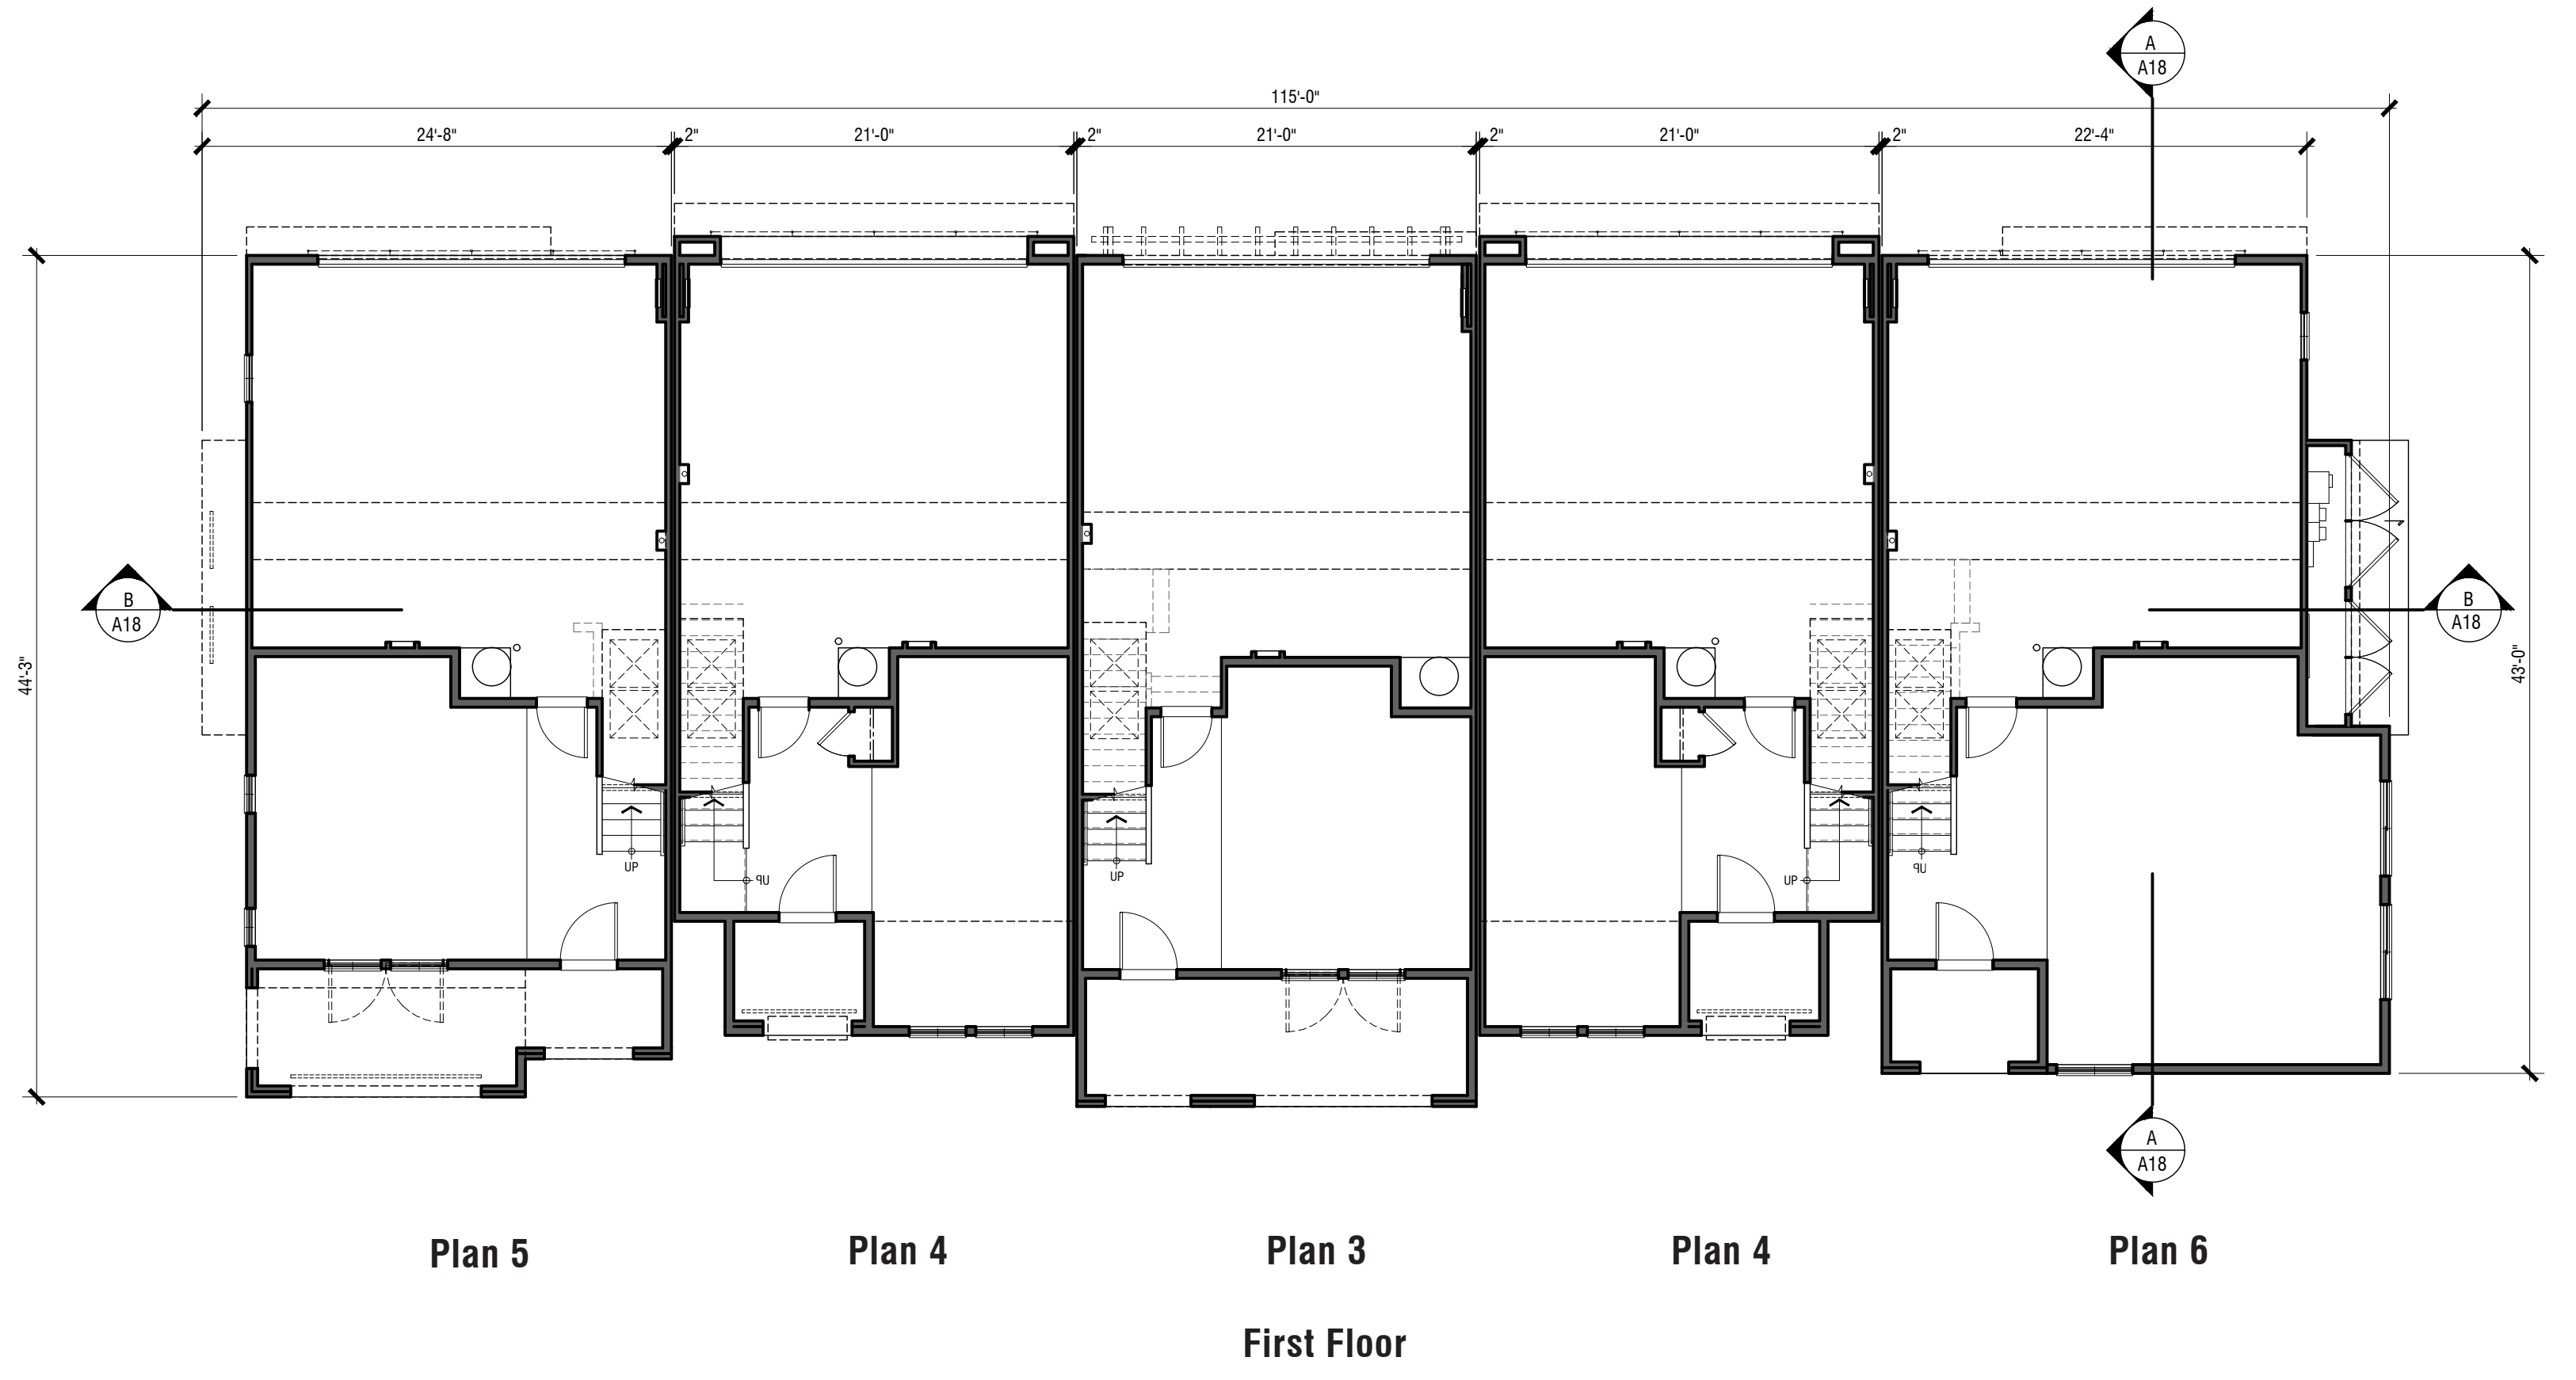 A
A18
115'-0"
24'-8"
2"
21'-0"
2"
21'-0"
2"
21'-0"
2"
22'-4"
B
A18
B
A18
44'-3"
43'-0"
UP
UP
UP
UP
UP
A
A18
Plan 5
Plan 4
Plan 3
Plan 4
Plan 6
First Floor